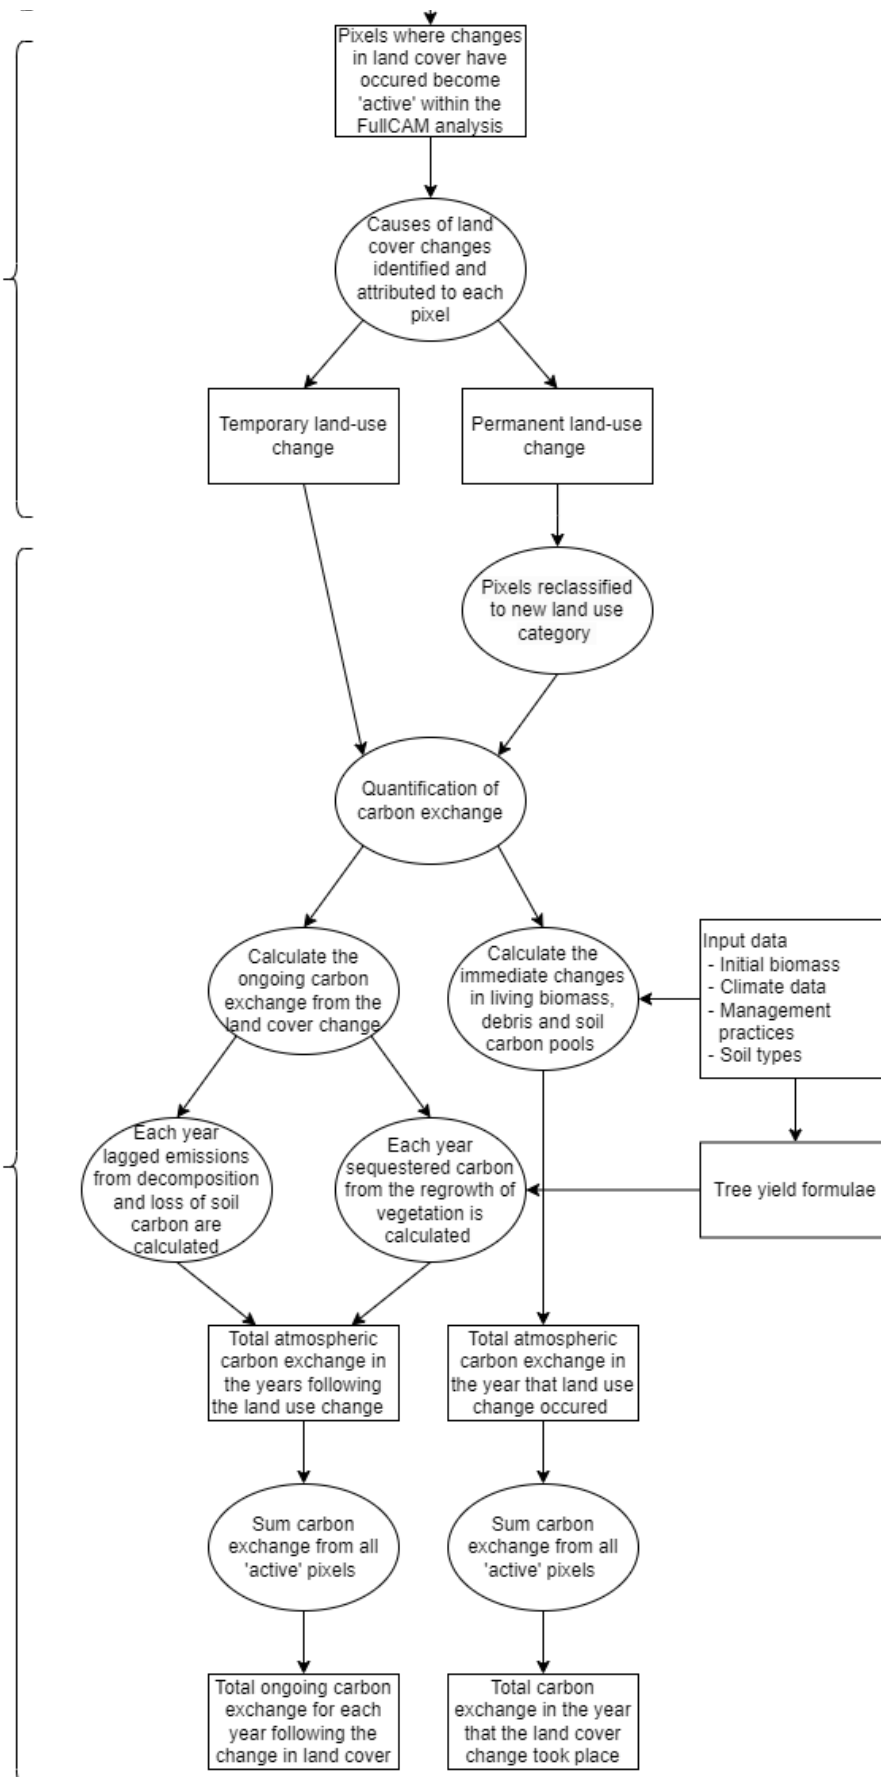 Pixels where changes
in land cover have
occured become
'active' within the
FullCAM analysis
Causes of land
cover changes
identified and
attributed to each
pixel
Temporary land-use
change
Permanent land-use
change
Pixels reclassified
to new land use
category
Quantification of
carbon exchange
Calculate the
ongoing carbon
exchange from the
land cover change
Calculate the
immediate changes
in living biomass,
debris and soil
carbon pools
Input data
- Initial biomass
- Climate data
- Management
practices
- Soil types
Each year
lagged emissions
from decomposition
and loss of soil
carbon are
calculated
Each year
sequestered carbon
from the regrowth of
vegetation is
calculated
Tree yield formulae
Total atmospheric
carbon exchange in
the years following
the land use change
Total atmospheric
carbon exchange in
the year that land use
change occured
Sum carbon
exchange from all
'active' pixels
Sum carbon
exchange from all
'active' pixels
Total ongoing carbon
exchange for each
year following the
change in land cover
Total carbon
exchange in the year
that the land cover
change took place